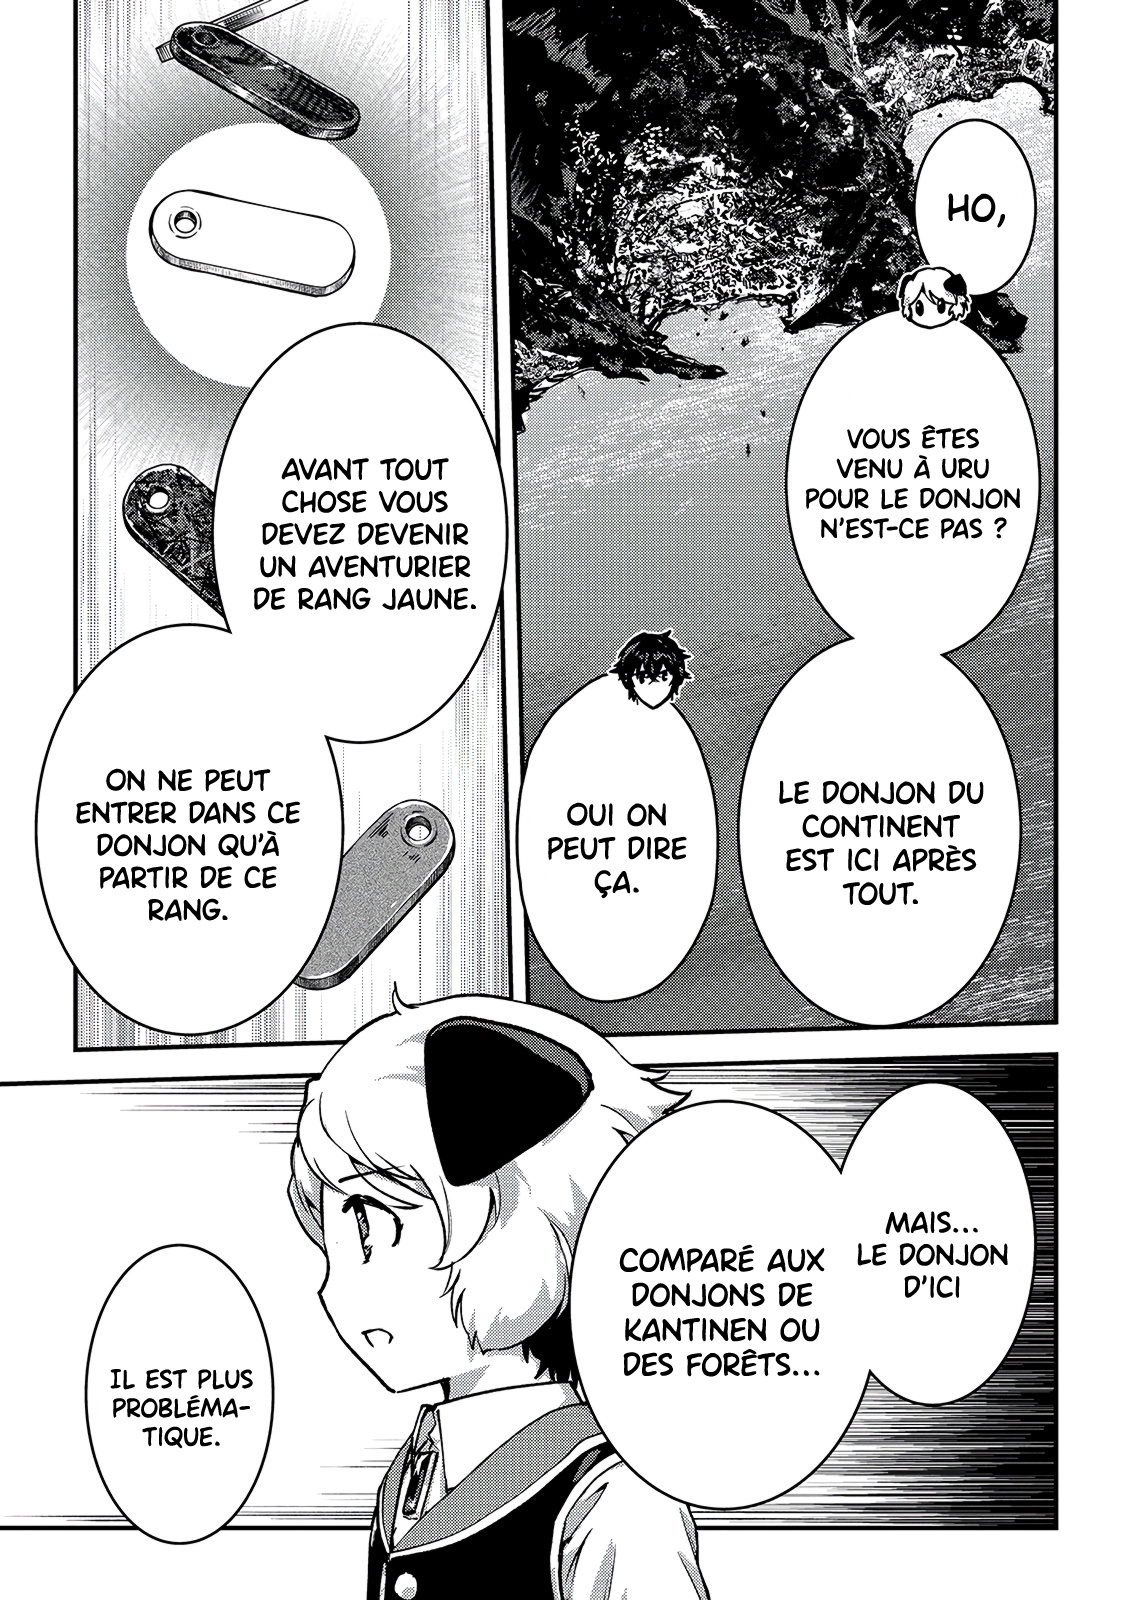 HO,
VOUS ÊTES
VENU À URU
POUR LE DONJON
N'EST-CE PAS ?
LE DONJON DU
CONTINENT
EST ICI APRÈS
TOUT.
OUI ON
PEUT DIRE
ÇA.
AVANT TOUT
CHOSE VOUS
DEVEZ DEVENIR
UN AVENTURIER
DE RANG JAUNE.
ON NE PEUT
ENTRER DANS CE
DONJON QU'À
PARTIR DE CE
RANG.
MAIS...
LE DONJON
D'ICI
COMPARÉ AUX
DONJONS DE
KANTINEN OU
DES FORÊTS...
IL EST PLUS
PROBLÉMA-
TIQUE.